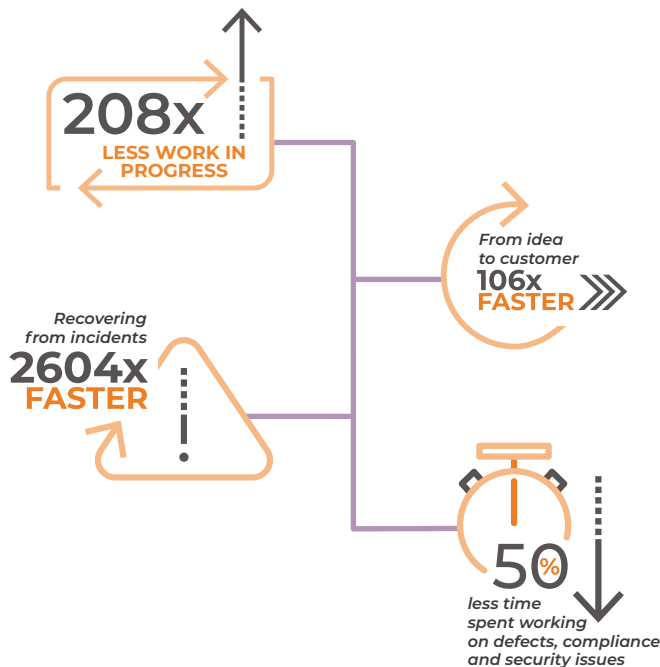 208x
LESS WORK IN
PROGRESS
From idea
to customer
106x
FASTER
Recovering
from incidents
2604x
FASTER
50%
less time
spent working
on defects, compliance
and security issues